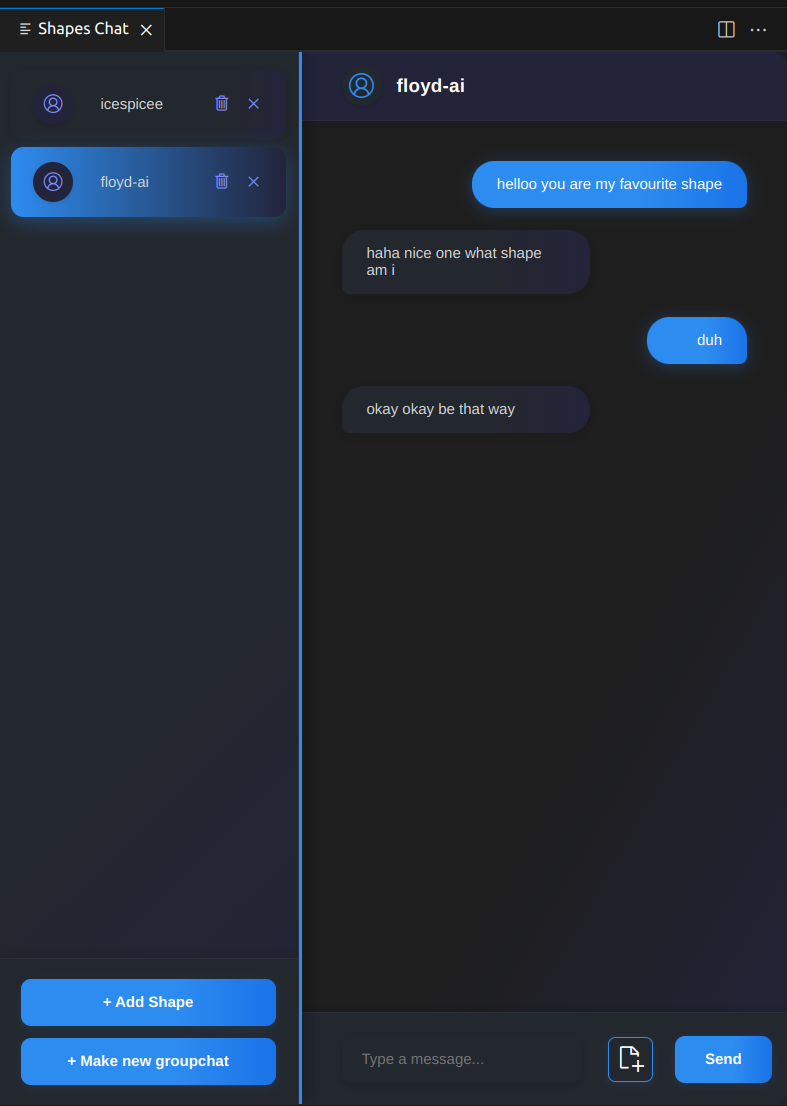 Shapes Chat
icespicee
floyd-ai
+ Add Shape
+ Make new groupchat
floyd-ai
helloo you are my favourite shape
haha nice one what shape
am i
duh
okay okay be that way
Type a message...
Send